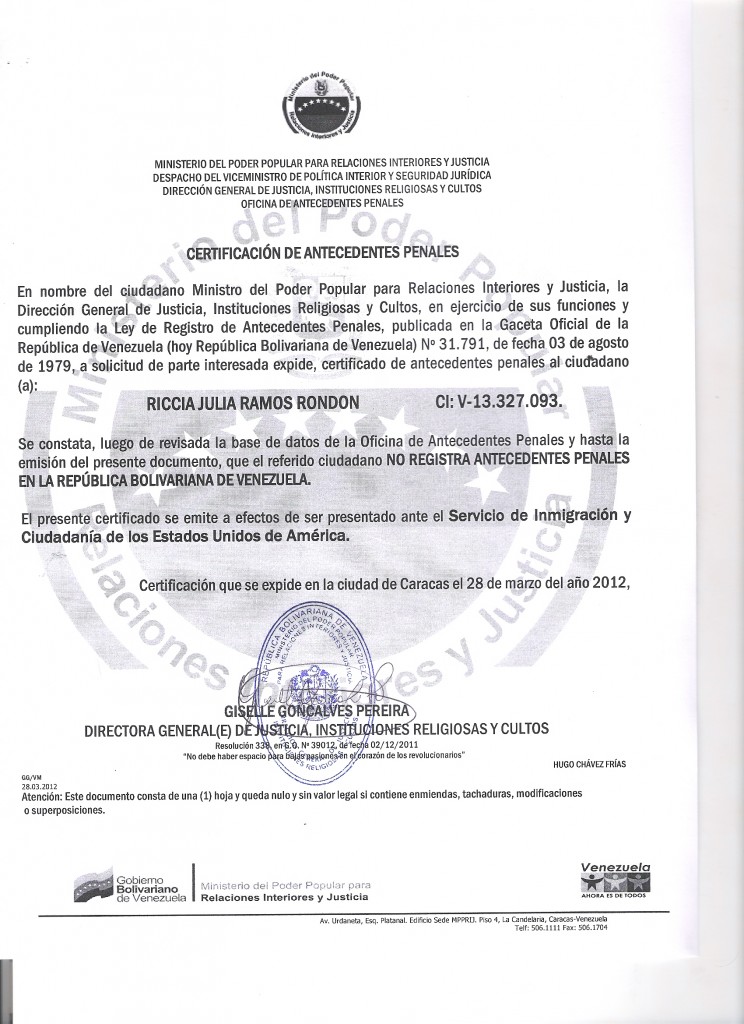 Ministerio del Poder Popular
Relaciones Interiores y Justicia
MINISTERIO DEL PODER POPULAR PARA RELACIONES INTERIORES Y JUSTICIA
DESPACHO DEL VICEMINISTRO DE POLÍTICA INTERIOR Y SEGURIDAD JURÍDICA
DIRECCIÓN GENERAL DE JUSTICIA, INSTITUCIONES RELIGIOSAS Y CULTOS
OFICINA DE ANTECEDENTES PENALES
Ministerio del Poder Popular
CERTIFICACIÓN DE ANTECEDENTES PENALES
En nombre del ciudadano Ministro del Poder Popular para Relaciones Interiores y Justicia, la
Dirección General de Justicia, Instituciones Religiosas y Cultos, en ejercicio de sus funciones y
cumpliendo la Ley de Registro de Antecedentes Penales, publicada en la Gaceta Oficial de la
República de Venezuela (hoy República Bolivariana de Venezuela) Nº 31.791, de fecha 03 de agosto
de 1979, a solicitud de parte interesada expide, certificado de antecedentes penales al ciudadano
(a):
RICCIA JULIA RAMOS RONDON CI: V-13.327.093.
Se constata, luego de revisada la base de datos de la Oficina de Antecedentes Penales y hasta la
emisión del presente documento, que el referido ciudadano NO REGISTRA ANTECEDENTES PENALES
EN LA REPÚBLICA BOLIVARIANA DE VENEZUELA.
El presente certificado se emite a efectos de ser presentado ante el Servicio de Inmigración y
Ciudadanía de los Estados Unidos de América.
Certificación que se expide en la ciudad de Caracas el 28 de marzo del año 2012,
Relaciones Interiores y Justicia
REPÚBLICA BOLIVARIANA DE VENEZUELA
MINISTERIO DEL PODER POPULAR
PARA RELACIONES INTERIORES Y JUSTICIA
GISELLE GONCALVES PEREIRA
DIRECTORA GENERAL(E) DE JUSTICIA, INSTITUCIONES RELIGIOSAS Y CULTOS
Resolución 338, en G.O. Nº 39012, de fecha 02/12/2011
"No debe haber espacio para bajas pasiones en el corazón de los revolucionarios"
HUGO CHÁVEZ FRÍAS
GG/VM
28.03.2012
Atención: Este documento consta de una (1) hoja y queda nulo y sin valor legal si contiene enmiendas, tachaduras, modificaciones
o superposiciones.
Gobierno
Bolivariano
de Venezuela
Ministerio del Poder Popular para
Relaciones Interiores y Justicia
Venezuela
AHORA ES DE TODOS
Av. Urdaneta, Esq. Platanal. Edificio Sede MPPRIJ. Piso 4, La Candelaria, Caracas-Venezuela
Telf: 506.1111 Fax: 506.1704